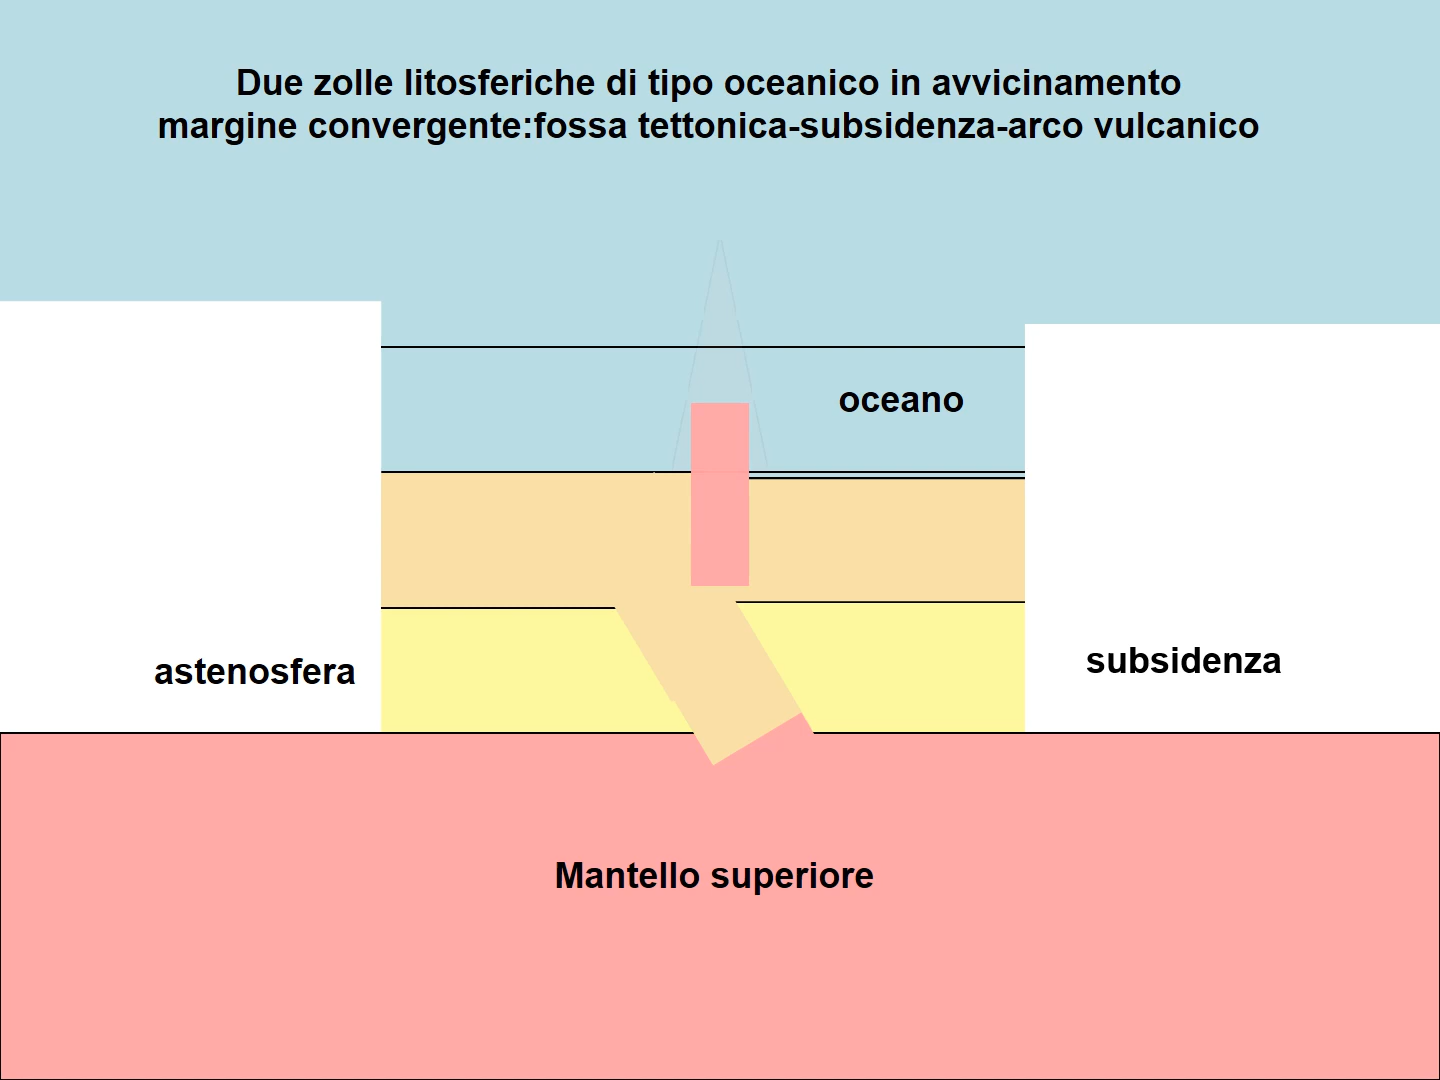 Due zolle litosferiche di tipo oceanico in avvicinamento
margine convergente:fossa tettonica-subsidenza-arco vulcanico
oceano
astenosfera
subsidenza
Mantello superiore